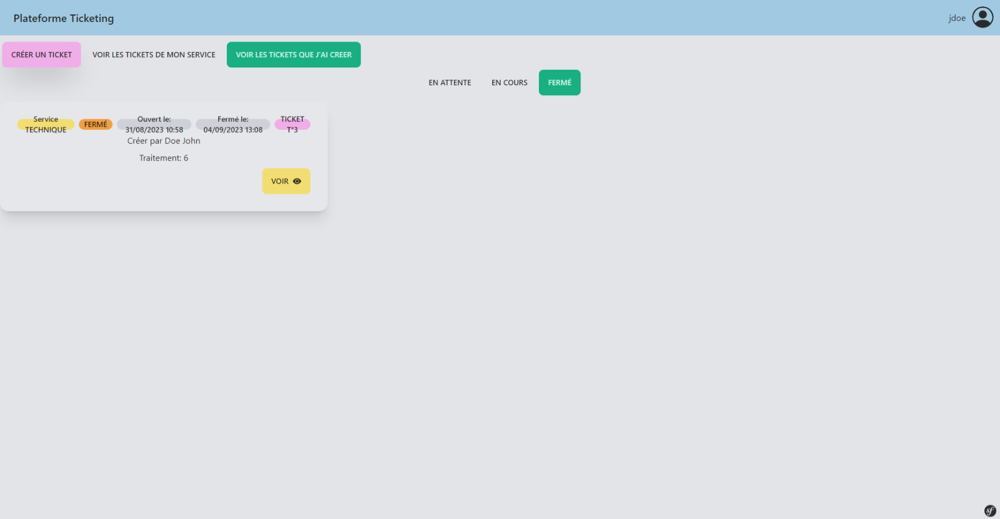 Plateforme Ticketing
jdoe
CRÉER UN TICKET
VOIR LES TICKETS DE MON SERVICE
VOIR LES TICKETS QUE J'AI CREER
EN ATTENTE
EN COURS
FERMÉ
Service
TECHNIQUE
FERMÉ
Ouvert le:
31/08/2023 10:58
Fermé le:
04/09/2023 13:08
TICKET
T°3
Créer par Doe John
Traitement: 6
VOIR
sf